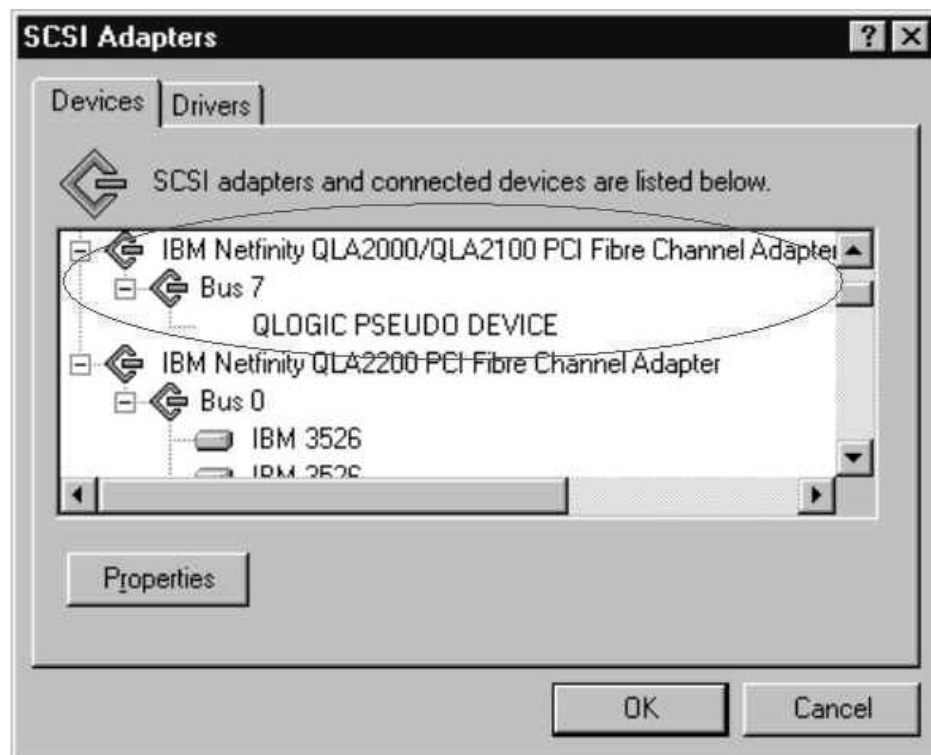 SCSI Adapters
Devices
Drivers
SCSI adapters and connected devices are listed below.
IBM Netfinity QLA2000/QLA2100 PCI Fibre Channel Adapter
Bus 7
QLOGIC PSEUDO DEVICE
IBM Netfinity QLA2200 PCI Fibre Channel Adapter
Bus 0
IBM 3526
IBM 3526
Properties
OK
Cancel